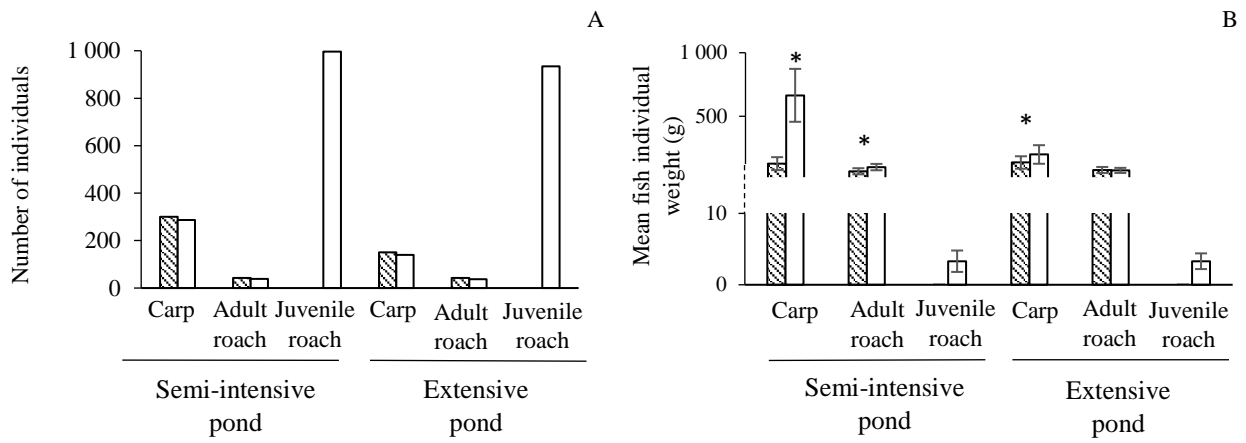 A
Number of individuals
1 000
800
600
400
200
0
Carp Adult roach Juvenile roach Carp Adult roach Juvenile roach
Semi-intensive pond
Extensive pond
B
Mean fish individual
weight (g)
1 000
500
10
0
*
*
*
Carp Adult roach Juvenile roach Carp Adult roach Juvenile roach
Semi-intensive pond
Extensive pond